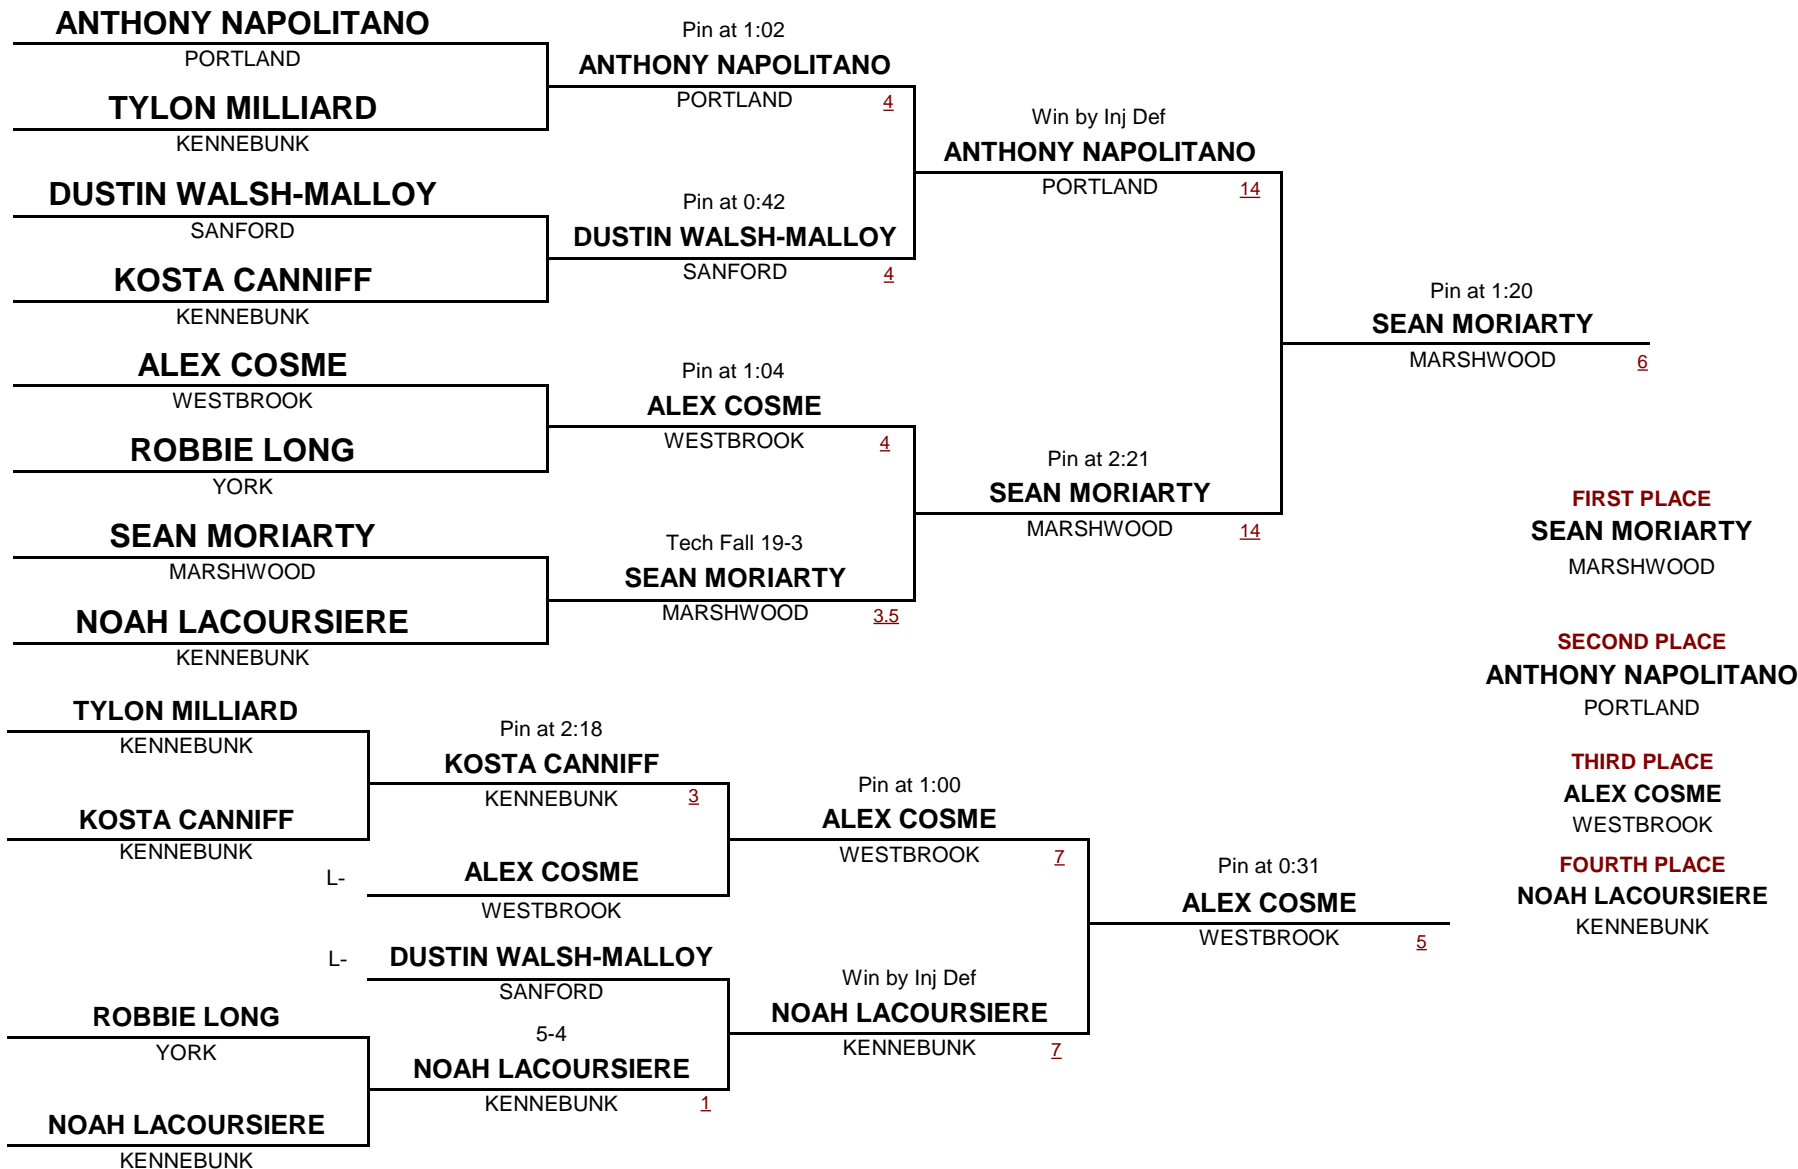 ANTHONY NAPOLITANO
PORTLAND
TYLON MILLIARD
KENNEBUNK
DUSTIN WALSH-MALLOY
SANFORD
KOSTA CANNIFF
KENNEBUNK
ALEX COSME
WESTBROOK
ROBBIE LONG
YORK
SEAN MORIARTY
MARSHWOOD
NOAH LACOURSIERE
KENNEBUNK
Pin at 1:02
ANTHONY NAPOLITANO
PORTLAND 4
Pin at 0:42
DUSTIN WALSH-MALLOY
SANFORD 4
Pin at 1:04
ALEX COSME
WESTBROOK 4
Tech Fall 19-3
SEAN MORIARTY
MARSHWOOD 3.5
Win by Inj Def
ANTHONY NAPOLITANO
PORTLAND 14
Pin at 2:21
SEAN MORIARTY
MARSHWOOD 14
Pin at 1:20
SEAN MORIARTY
MARSHWOOD 6
FIRST PLACE
SEAN MORIARTY
MARSHWOOD
SECOND PLACE
ANTHONY NAPOLITANO
PORTLAND
THIRD PLACE
ALEX COSME
WESTBROOK
FOURTH PLACE
NOAH LACOURSIERE
KENNEBUNK
TYLON MILLIARD
KENNEBUNK
KOSTA CANNIFF
KENNEBUNK
ROBBIE LONG
YORK
NOAH LACOURSIERE
KENNEBUNK
Pin at 2:18
KOSTA CANNIFF
KENNEBUNK 3
L- ALEX COSME
WESTBROOK
L- DUSTIN WALSH-MALLOY
SANFORD
5-4
NOAH LACOURSIERE
KENNEBUNK 1
Pin at 1:00
ALEX COSME
WESTBROOK 7
Win by Inj Def
NOAH LACOURSIERE
KENNEBUNK 7
Pin at 0:31
ALEX COSME
WESTBROOK 5